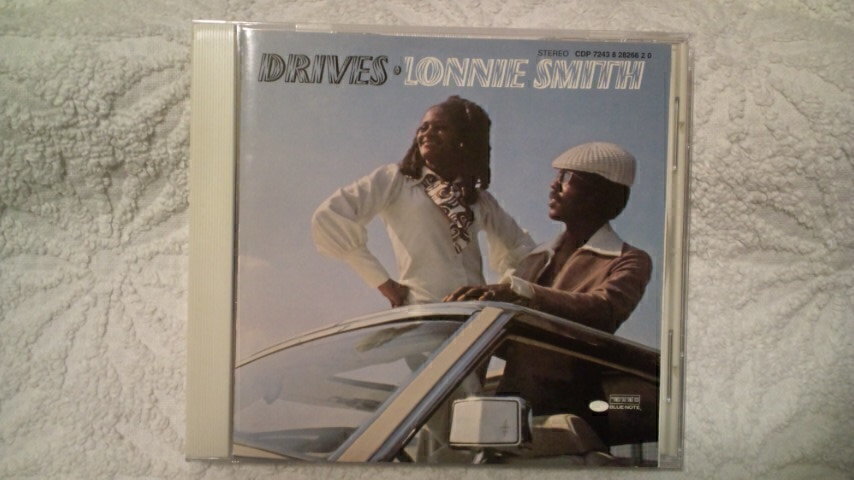 STEREO CDP 7243 8 28266 2 0
DRIVES • LONNIE SMITH
BLUE NOTE